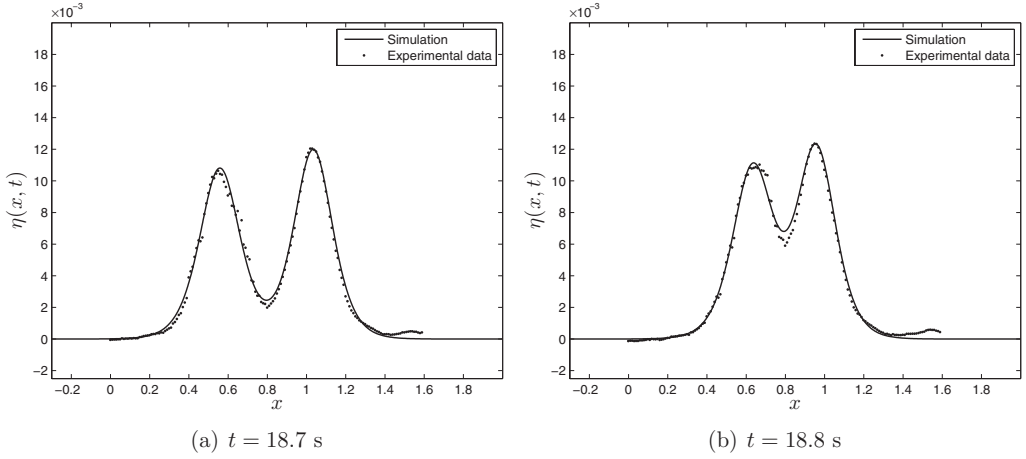 ×10⁻³
18
16
14
12
10
8
6
4
2
0
−2
η(x, t)
Simulation
Experimental data
−0.2 0 0.2 0.4 0.6 0.8 1 1.2 1.4 1.6 1.8
x
(a) t = 18.7 s
×10⁻³
18
16
14
12
10
8
6
4
2
0
−2
η(x, t)
Simulation
Experimental data
−0.2 0 0.2 0.4 0.6 0.8 1 1.2 1.4 1.6 1.8
x
(b) t = 18.8 s